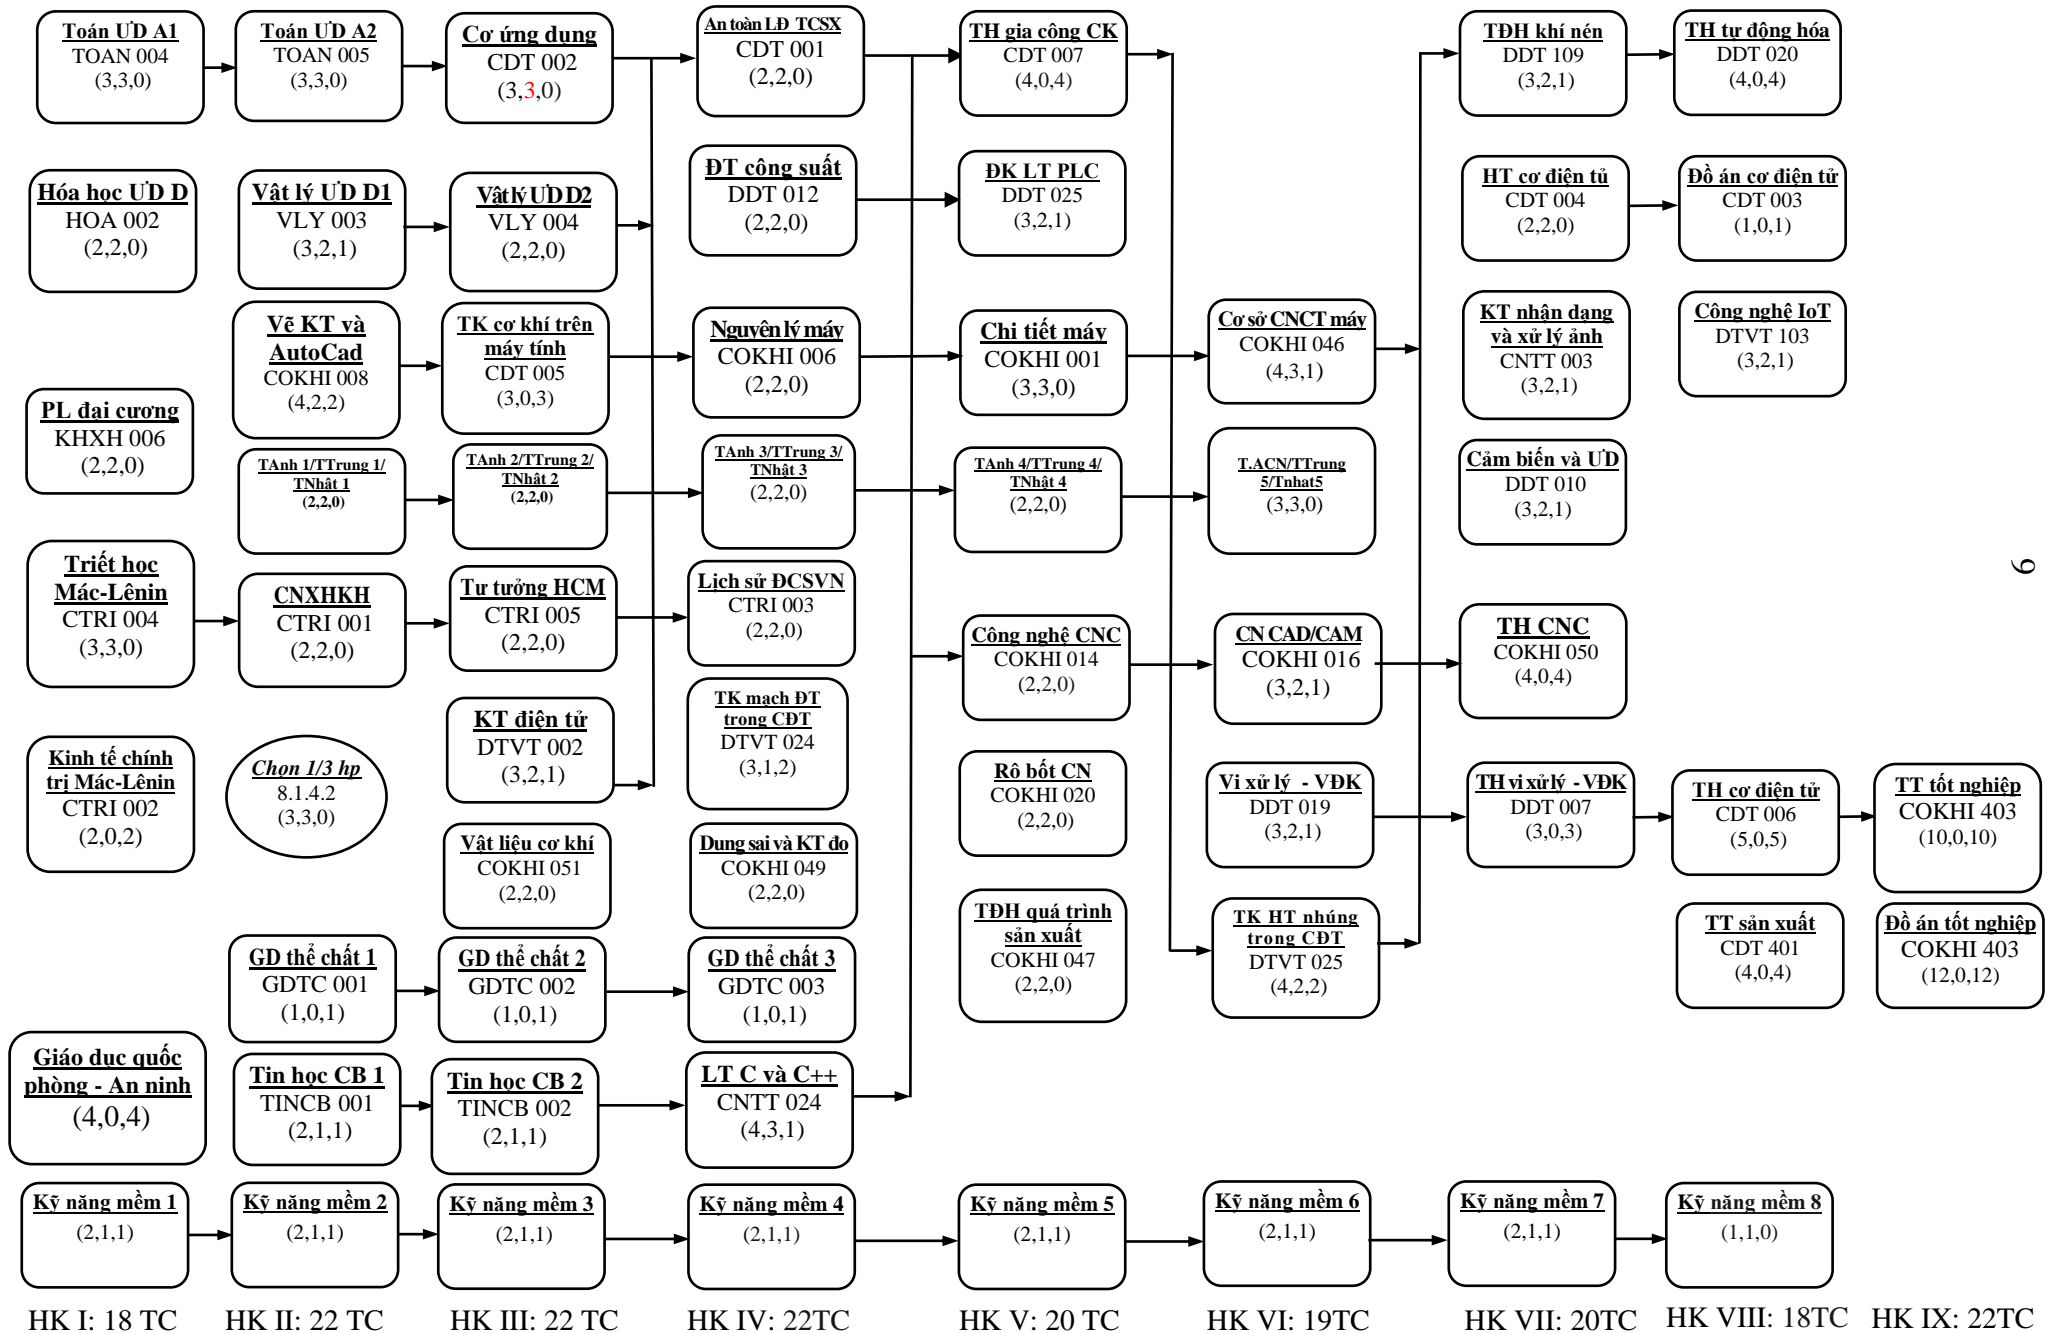 Toán ƯD A1
TOAN 004
(3,3,0)
Toán ƯD A2
TOAN 005
(3,3,0)
Cơ ứng dụng
CDT 002
(3,3,0)
An toàn LĐ TCSX
CDT 001
(2,2,0)
TH gia công CK
CDT 007
(4,0,4)
TĐH khí nén
DDT 109
(3,2,1)
TH tự động hóa
DDT 020
(4,0,4)
Hóa học ƯD D
HOA 002
(2,2,0)
Vật lý ƯD D1
VLY 003
(3,2,1)
Vật lý UD D2
VLY 004
(2,2,0)
ĐT công suất
DDT 012
(2,2,0)
ĐK LT PLC
DDT 025
(3,2,1)
HT cơ điện tủ
CDT 004
(2,2,0)
Đồ án cơ điện tử
CDT 003
(1,0,1)
Vẽ KT và
AutoCad
COKHI 008
(4,2,2)
TK cơ khí trên
máy tính
CDT 005
(3,0,3)
Nguyên lý máy
COKHI 006
(2,2,0)
Chi tiết máy
COKHI 001
(3,3,0)
Cơ sở CNCT máy
COKHI 046
(4,3,1)
KT nhận dạng
và xử lý ảnh
CNTT 003
(3,2,1)
Công nghệ IoT
DTVT 103
(3,2,1)
PL đại cương
KHXH 006
(2,2,0)
TAnh 1/TTrung 1/
TNhật 1
(2,2,0)
TAnh 2/TTrung 2/
TNhật 2
(2,2,0)
TAnh 3/TTrung 3/
TNhật 3
(2,2,0)
TAnh 4/TTrung 4/
TNhật 4
(2,2,0)
T.ACN/TTrung
5/Tnhat5
(3,3,0)
Cảm biến và ƯD
DDT 010
(3,2,1)
Triết học
Mác-Lênin
CTRI 004
(3,3,0)
CNXHKH
CTRI 001
(2,2,0)
Tư tưởng HCM
CTRI 005
(2,2,0)
Lịch sử ĐCSVN
CTRI 003
(2,2,0)
Công nghệ CNC
COKHI 014
(2,2,0)
CN CAD/CAM
COKHI 016
(3,2,1)
TH CNC
COKHI 050
(4,0,4)
9
Kinh tế chính
trị Mác-Lênin
CTRI 002
(2,0,2)
Chọn 1/3 hp
8.1.4.2
(3,3,0)
KT điện tử
DTVT 002
(3,2,1)
TK mạch ĐT
trong CĐT
DTVT 024
(3,1,2)
Rô bốt CN
COKHI 020
(2,2,0)
Vi xử lý - VĐK
DDT 019
(3,2,1)
TH vi xử lý - VĐK
DDT 007
(3,0,3)
TH cơ điện tử
CDT 006
(5,0,5)
TT tốt nghiệp
COKHI 403
(10,0,10)
Vật liệu cơ khí
COKHI 051
(2,2,0)
Dung sai và KT đo
COKHI 049
(2,2,0)
TĐH quá trình
sản xuất
COKHI 047
(2,2,0)
TK HT nhúng
trong CĐT
DTVT 025
(4,2,2)
TT sản xuất
CDT 401
(4,0,4)
Đồ án tốt nghiệp
COKHI 403
(12,0,12)
GD thể chất 1
GDTC 001
(1,0,1)
GD thể chất 2
GDTC 002
(1,0,1)
GD thể chất 3
GDTC 003
(1,0,1)
Giáo dục quốc
phòng - An ninh
(4,0,4)
Tin học CB 1
TINCB 001
(2,1,1)
Tin học CB 2
TINCB 002
(2,1,1)
LT C và C++
CNTT 024
(4,3,1)
Kỹ năng mềm 1
(2,1,1)
Kỹ năng mềm 2
(2,1,1)
Kỹ năng mềm 3
(2,1,1)
Kỹ năng mềm 4
(2,1,1)
Kỹ năng mềm 5
(2,1,1)
Kỹ năng mềm 6
(2,1,1)
Kỹ năng mềm 7
(2,1,1)
Kỹ năng mềm 8
(1,1,0)
HK I: 18 TC
HK II: 22 TC
HK III: 22 TC
HK IV: 22TC
HK V: 20 TC
HK VI: 19TC
HK VII: 20TC
HK VIII: 18TC
HK IX: 22TC